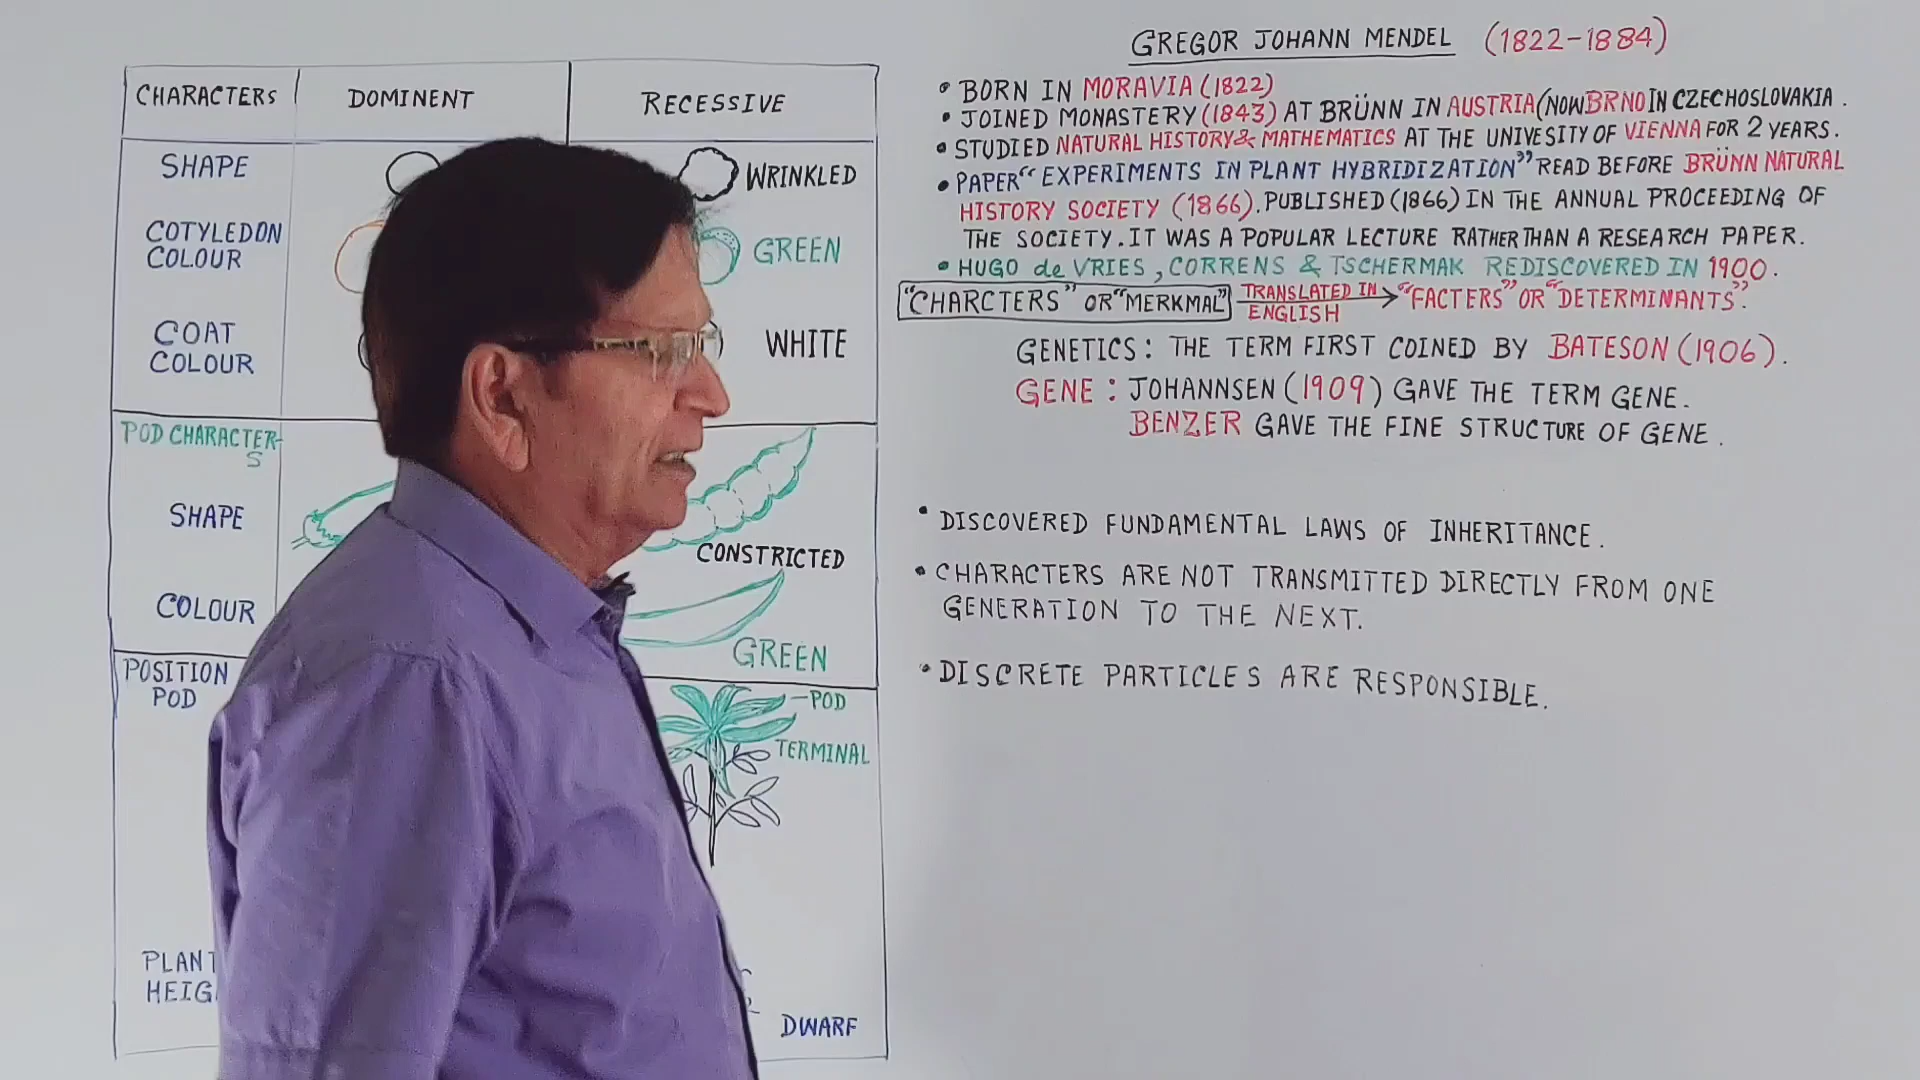 CHARACTERS
DOMINENT
RECESSIVE
SHAPE
WRINKLED
COTYLEDON
COLOUR
GREEN
COAT
COLOUR
WHITE
POD CHARACTER-
S
SHAPE
CONSTRICTED
COLOUR
GREEN
POSITION
POD
-POD
TERMINAL
DWARF
GREGOR JOHANN MENDEL (1822-1884)
• BORN IN MORAVIA (1822)
• JOINED MONASTERY (1843) AT BRÜNN IN AUSTRIA (NOW BRNO IN CZECHOSLOVAKIA.
• STUDIED NATURAL HISTORY & MATHEMATICS AT THE UNIVESITY OF VIENNA FOR 2 YEARS.
• PAPER "EXPERIMENTS IN PLANT HYBRIDIZATION" READ BEFORE BRÜNN NATURAL
HISTORY SOCIETY (1866). PUBLISHED (1866) IN THE ANNUAL PROCEEDING OF
THE SOCIETY. IT WAS A POPULAR LECTURE RATHER THAN A RESEARCH PAPER.
• HUGO de VRIES, CORRENS & TSCHERMAK REDISCOVERED IN 1900.
"CHARCTERS" OR "MERKMAL" TRANSLATED IN ENGLISH → "FACTERS" OR "DETERMINANTS".
GENETICS: THE TERM FIRST COINED BY BATESON (1906).
GENE: JOHANNSEN (1909) GAVE THE TERM GENE.
BENZER GAVE THE FINE STRUCTURE OF GENE.
• DISCOVERED FUNDAMENTAL LAWS OF INHERITANCE.
• CHARACTERS ARE NOT TRANSMITTED DIRECTLY FROM ONE
GENERATION TO THE NEXT.
• DISCRETE PARTICLES ARE RESPONSIBLE.